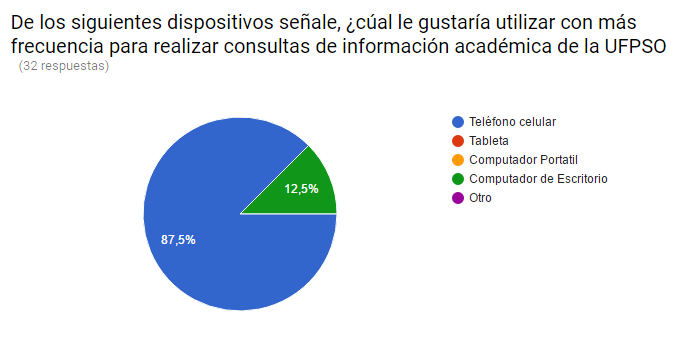 De los siguientes dispositivos señale, ¿cúal le gustaría utilizar con más
frecuencia para realizar consultas de información académica de la UFPSO
(32 respuestas)
Teléfono celular
Tableta
Computador Portatil
Computador de Escritorio
Otro
12,5%
87,5%